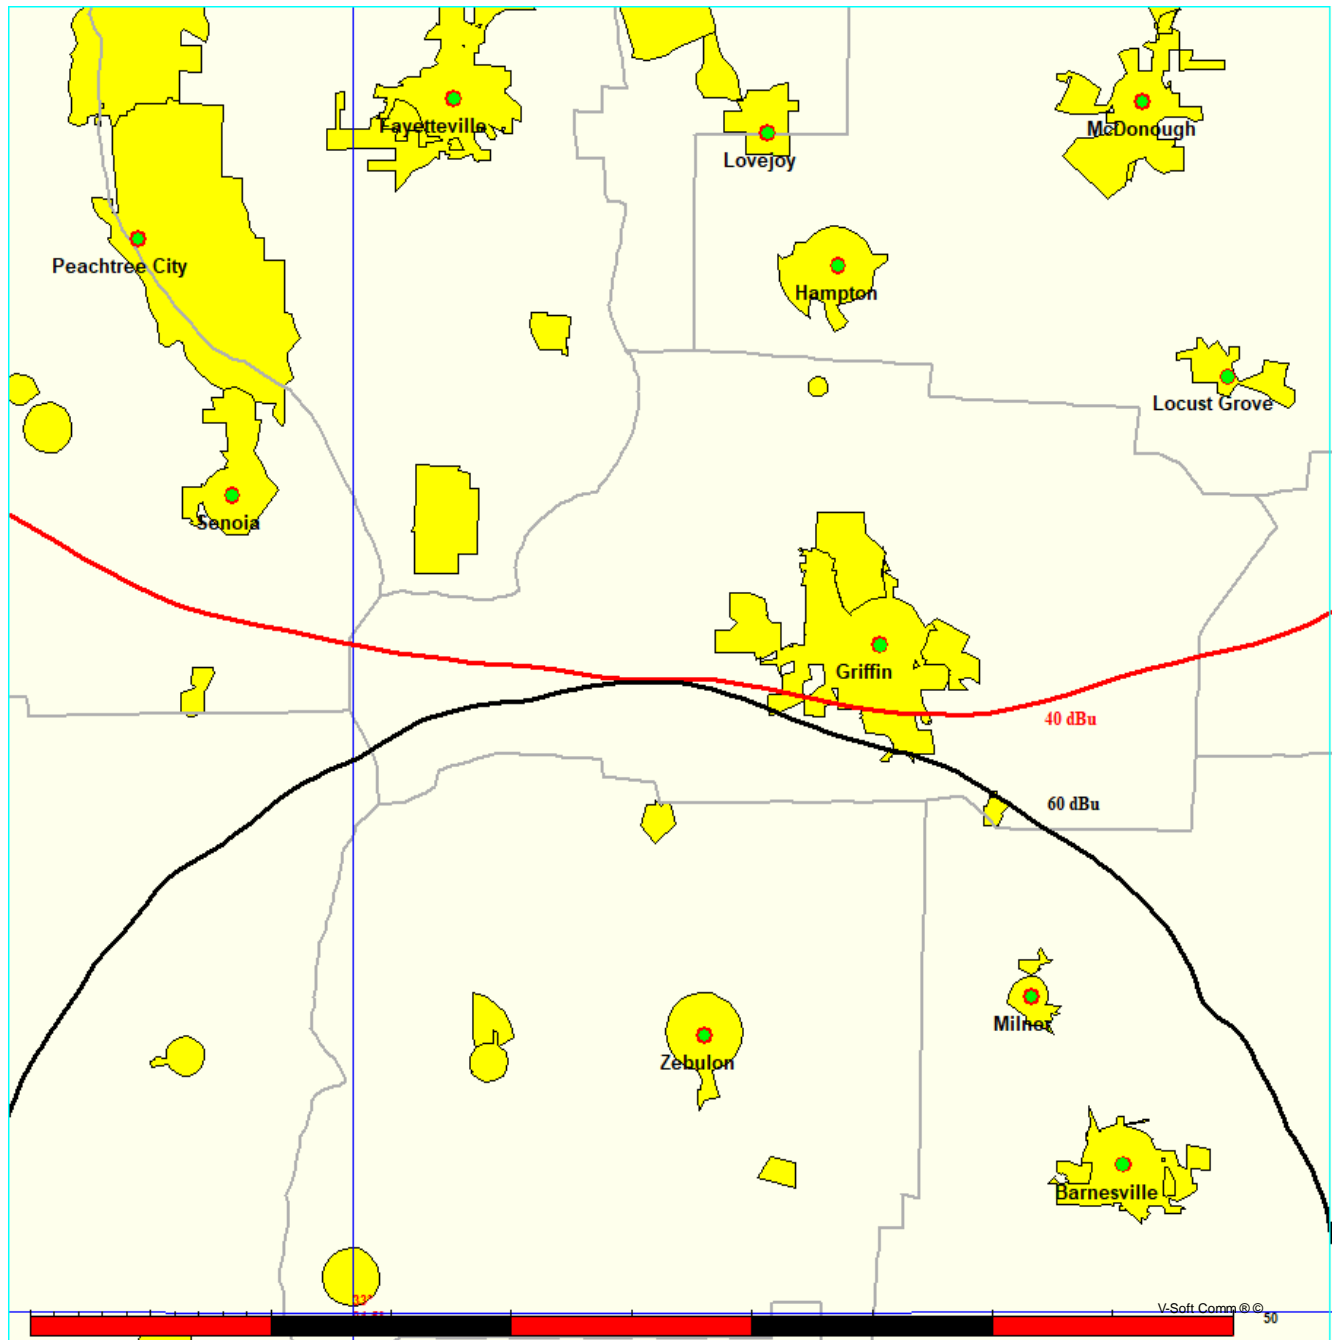 Fayetteville
McDonough
Lovejoy
Peachtree City
Hampton
Locust Grove
Senoia
Griffin
40 dBu
60 dBu
Milner
Zebulon
Barnesville
33°
V-Soft Comm ® ©
50